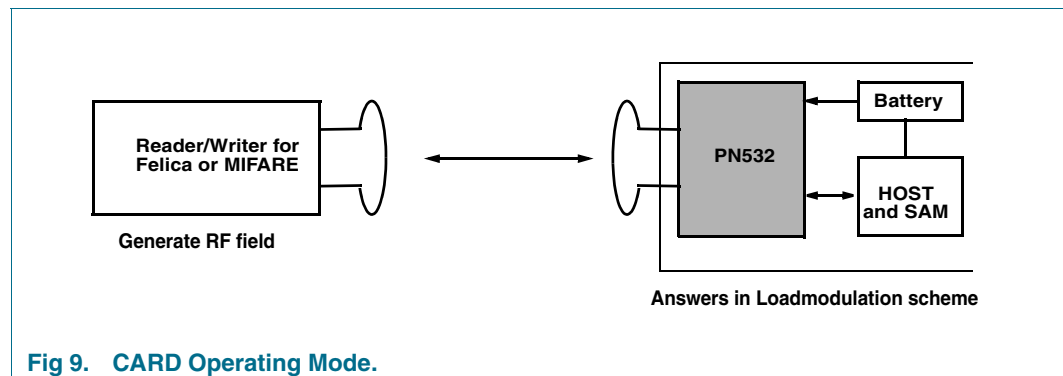 Reader/Writer for
Felica or MIFARE
Generate RF field
PN532
Battery
HOST
and SAM
Answers in Loadmodulation scheme
Fig 9. CARD Operating Mode.